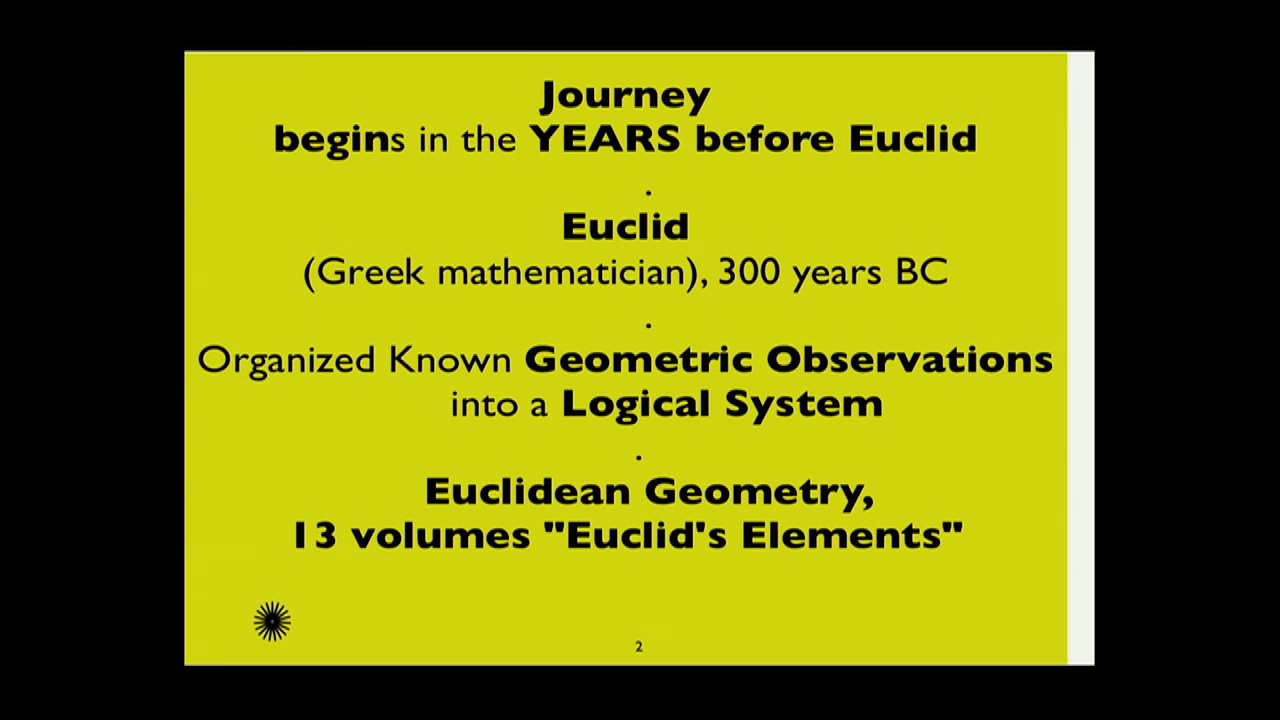 Journey
begins in the YEARS before Euclid
.
Euclid
(Greek mathematician), 300 years BC
.
Organized Known Geometric Observations
into a Logical System
.
Euclidean Geometry,
13 volumes "Euclid's Elements"
2